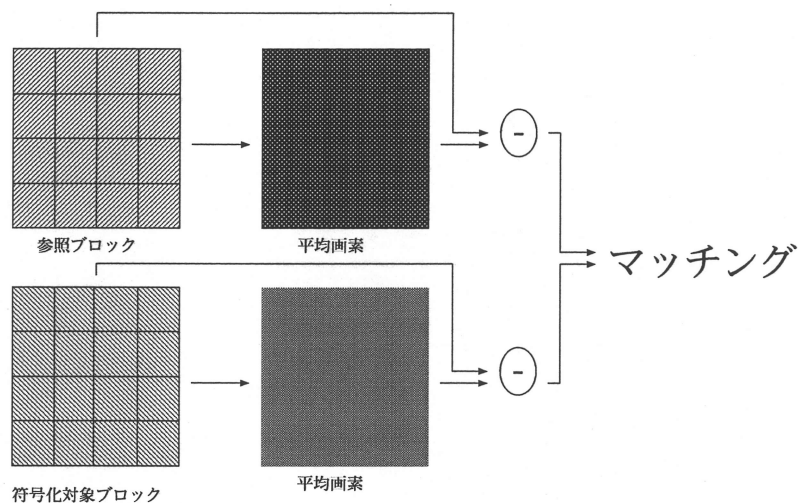 参照ブロック
平均画素
-
マッチング
-
符号化対象ブロック
平均画素